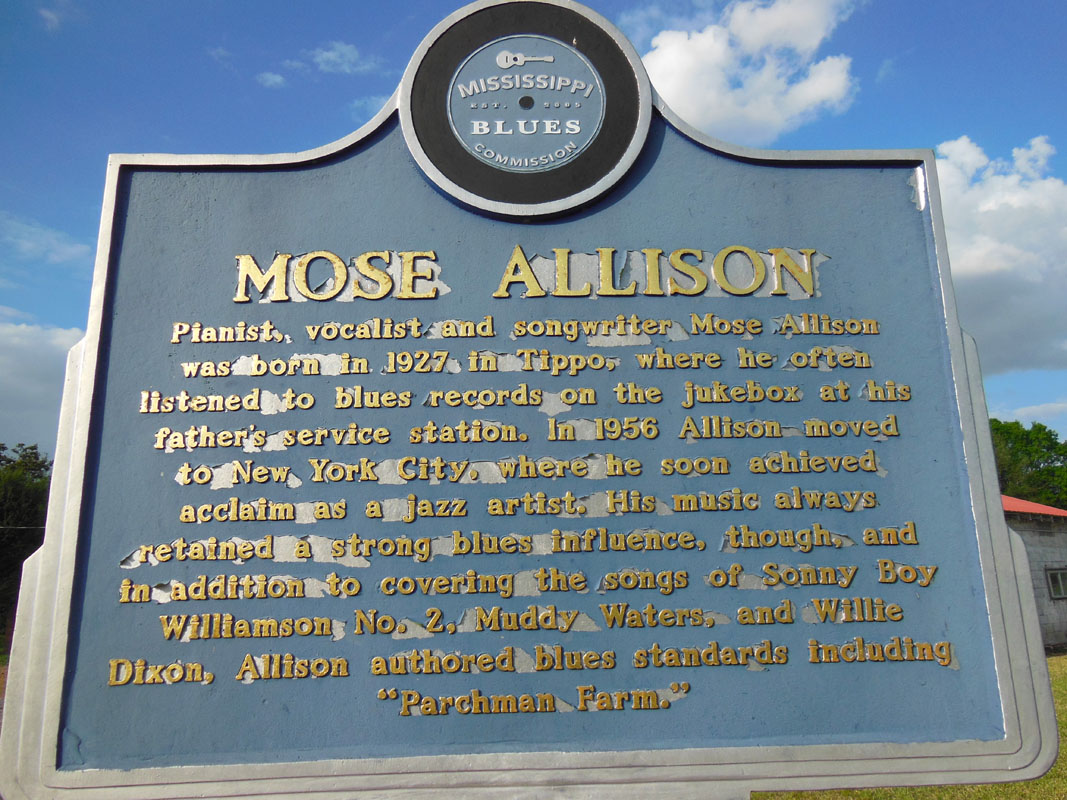 MISSISSIPPI
EST. 2005
BLUES
COMMISSION
MOSE ALLISON
Pianist, vocalist and songwriter Mose Allison
was born in 1927 in Tippo, where he often
listened to blues records on the jukebox at his
father's service station. In 1956 Allison moved
to New York City, where he soon achieved
acclaim as a jazz artist. His music always
retained a strong blues influence, though, and
in addition to covering the songs of Sonny Boy
Williamson No. 2, Muddy Waters, and Willie
Dixon, Allison authored blues standards including
“Parchman Farm.”